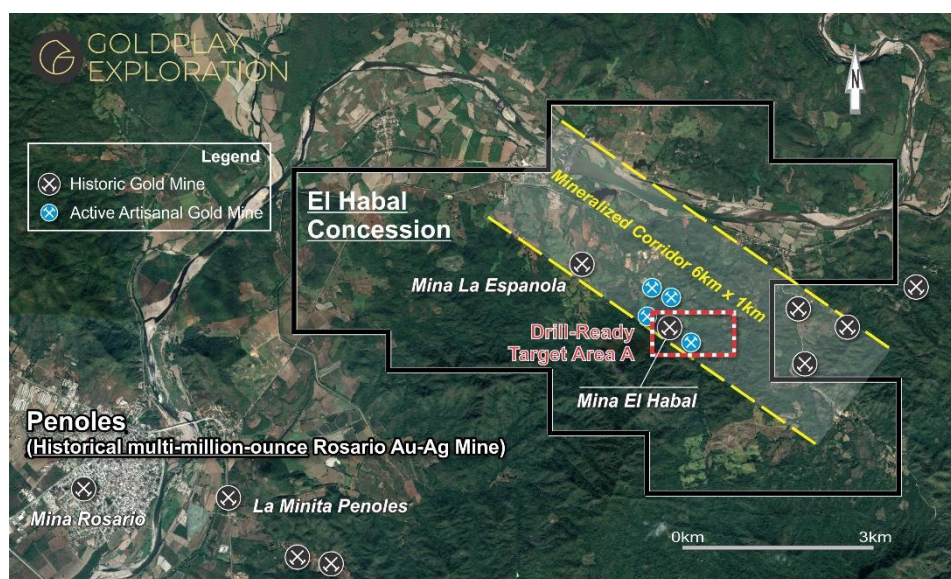 GOLDPLAY
EXPLORATION
N
Legend
Historic Gold Mine
Active Artisanal Gold Mine
El Habal
Concession
Mineralized Corridor 6km x 1km
Mina La Espanola
Drill-Ready
Target Area A
Mina El Habal
Penoles
(Historical multi-million-ounce Rosario Au-Ag Mine)
Mina Rosario
La Minita Penoles
0km
3km